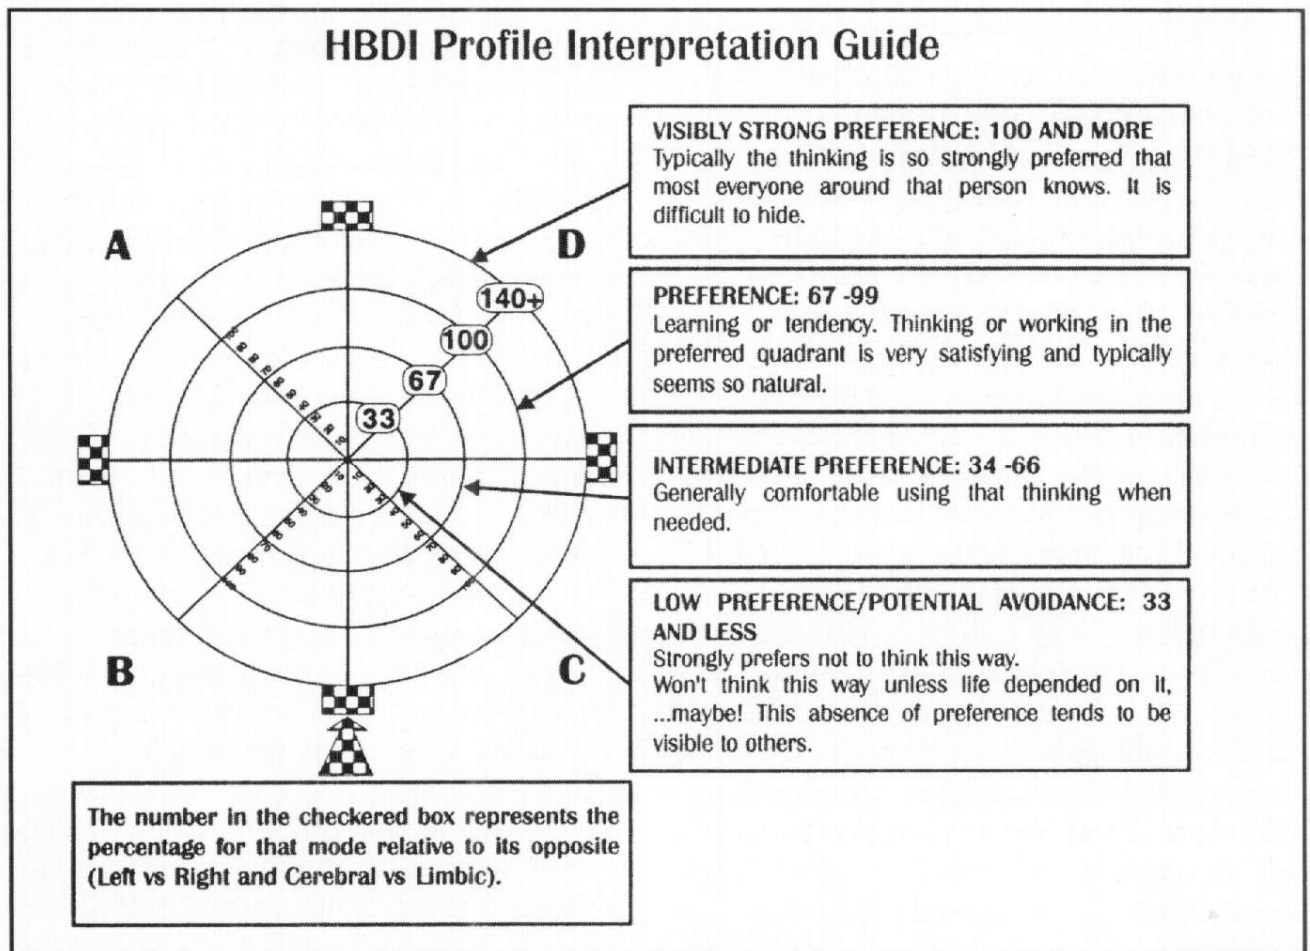 HBDI Profile Interpretation Guide
VISIBLY STRONG PREFERENCE: 100 AND MORE
Typically the thinking is so strongly preferred that
most everyone around that person knows. It is
difficult to hide.
A
D
140+
100
67
33
PREFERENCE: 67 -99
Learning or tendency. Thinking or working in the
preferred quadrant is very satisfying and typically
seems so natural.
INTERMEDIATE PREFERENCE: 34 -66
Generally comfortable using that thinking when
needed.
LOW PREFERENCE/POTENTIAL AVOIDANCE: 33
AND LESS
Strongly prefers not to think this way.
Won't think this way unless life depended on it,
...maybe! This absence of preference tends to be
visible to others.
B
C
The number in the checkered box represents the
percentage for that mode relative to its opposite
(Left vs Right and Cerebral vs Limbic).